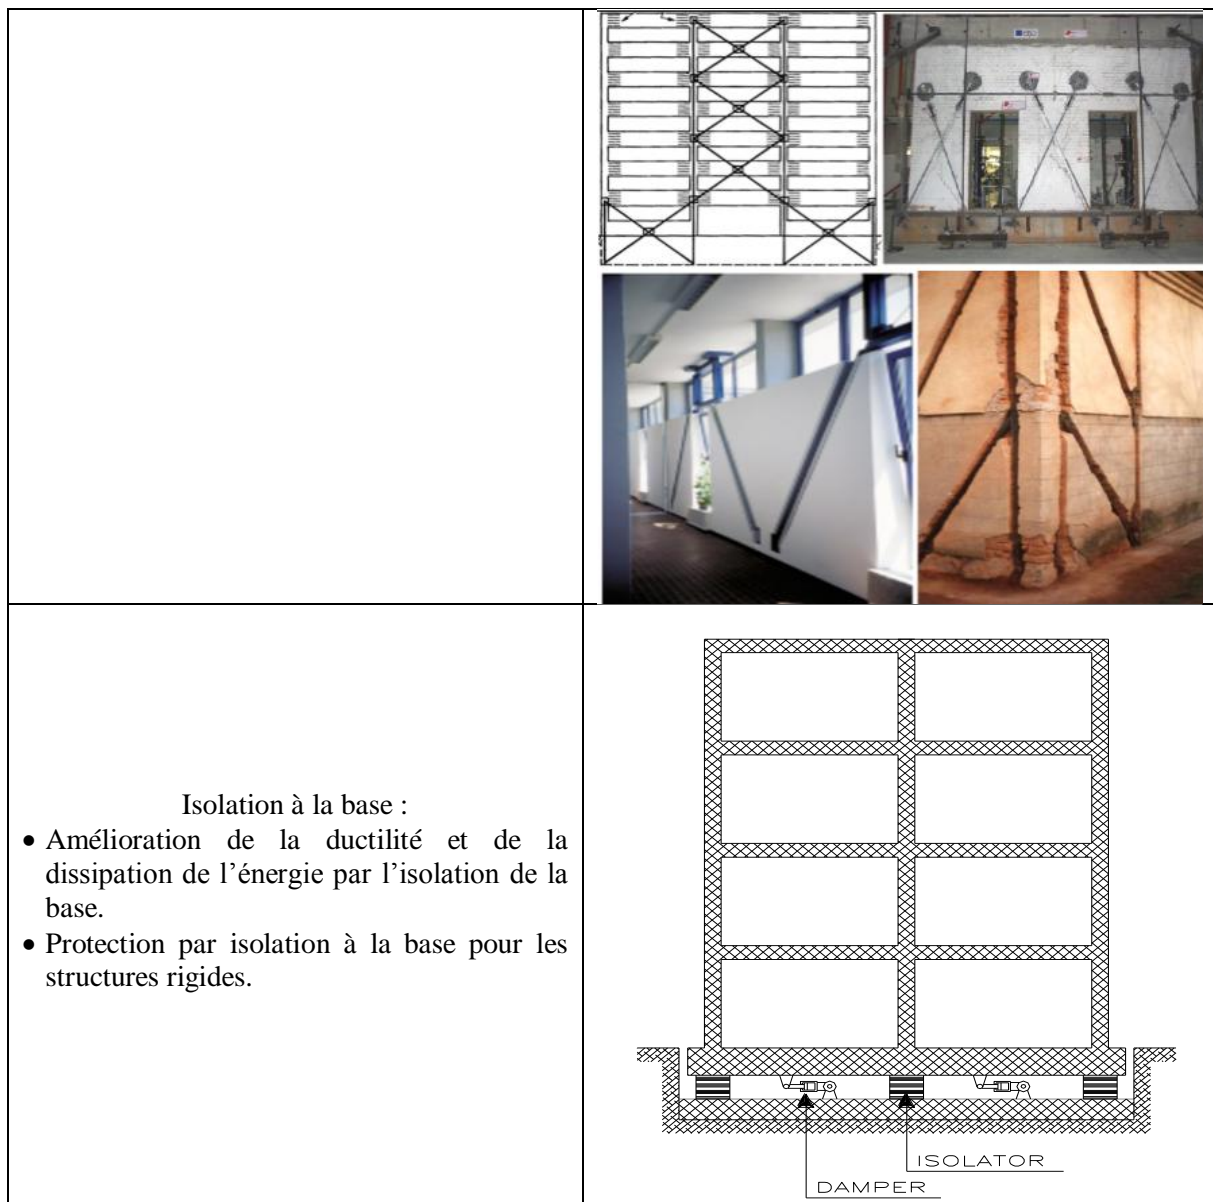 Isolation à la base :
• Amélioration de la ductilité et de la
dissipation de l’énergie par l’isolation de la
base.
• Protection par isolation à la base pour les
structures rigides.
ISOLATOR
DAMPER